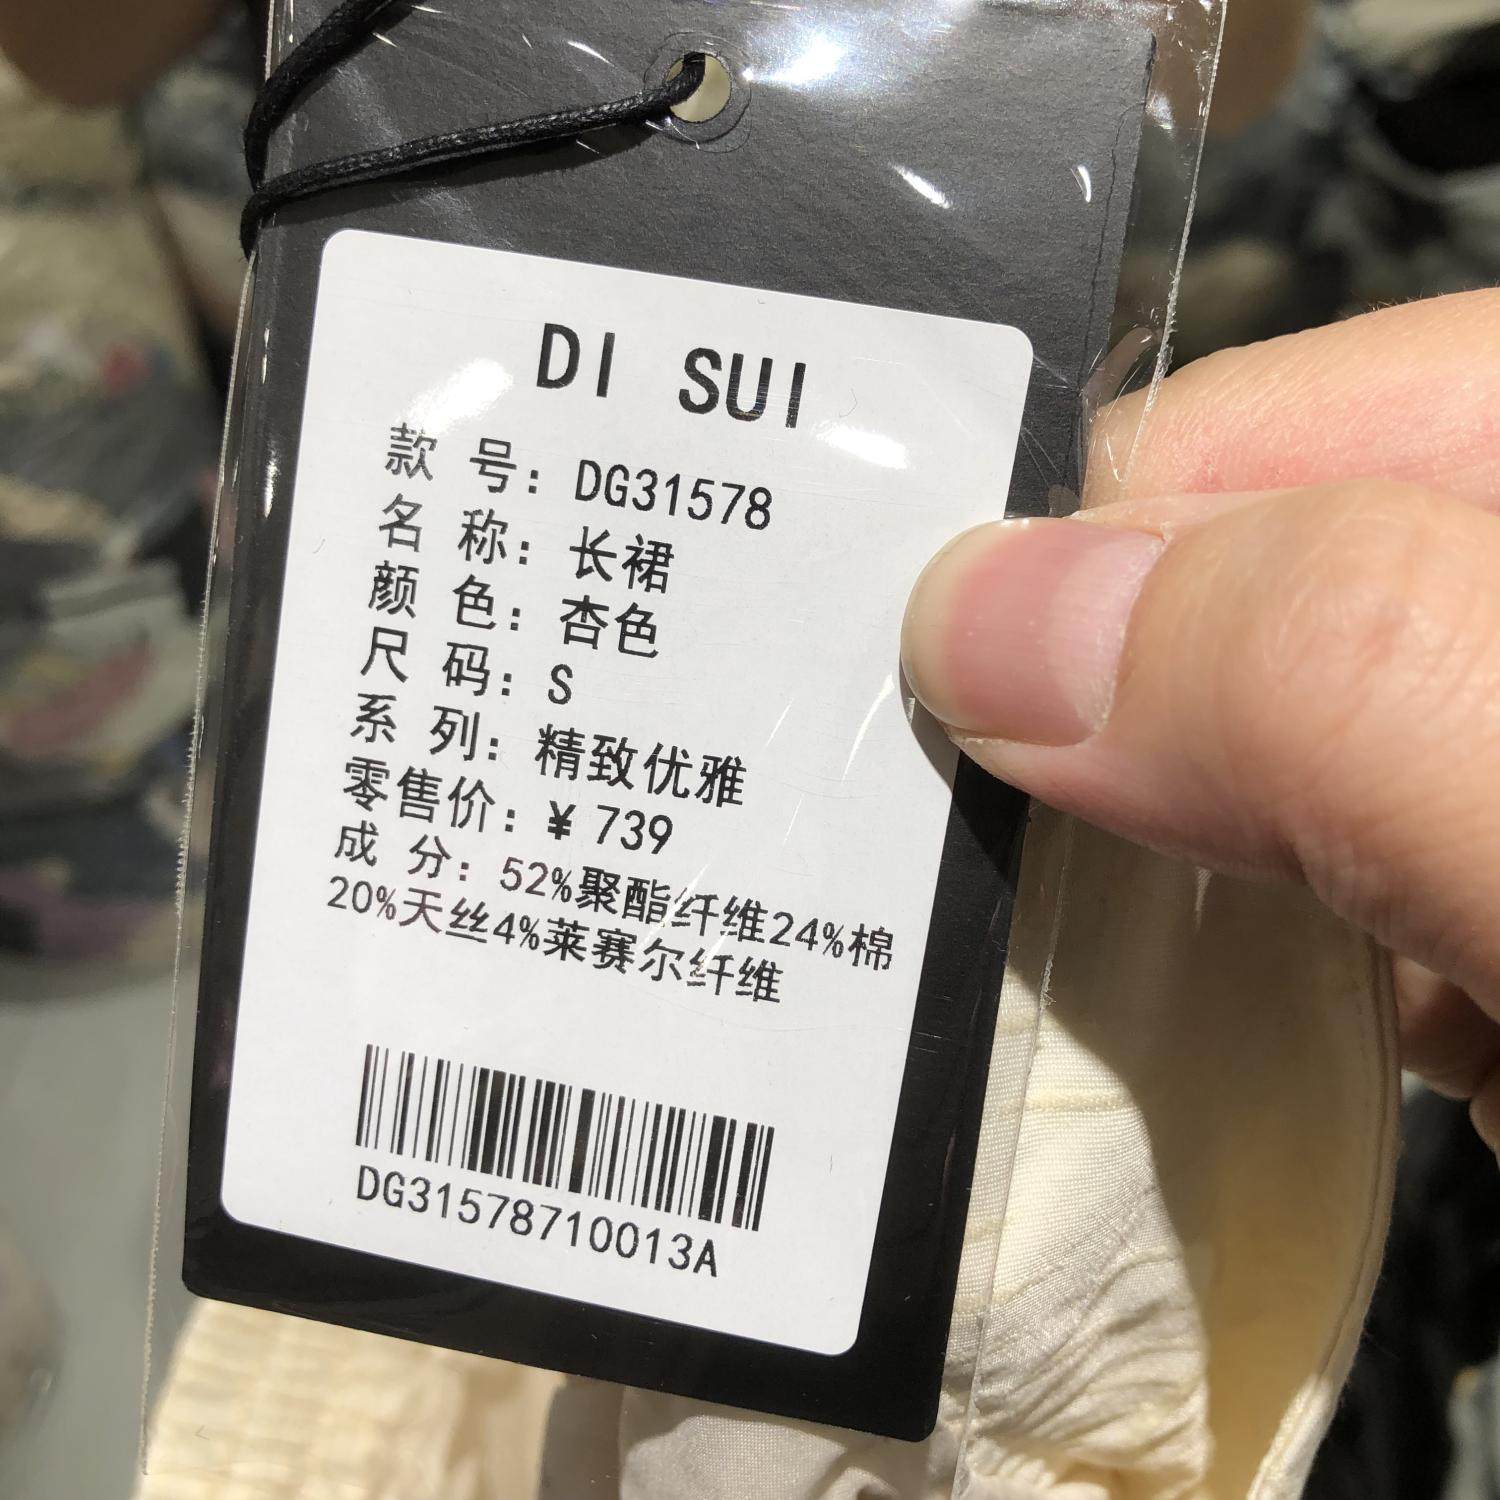 DI SUI
款 号：DG31578
名 称：长裙
颜 色：杏色
尺 码：S
系 列：精致优雅
零售价：¥ 739
成 分：52%聚酯纤维24%棉
20%天丝4%莱赛尔纤维
DG31578710013A